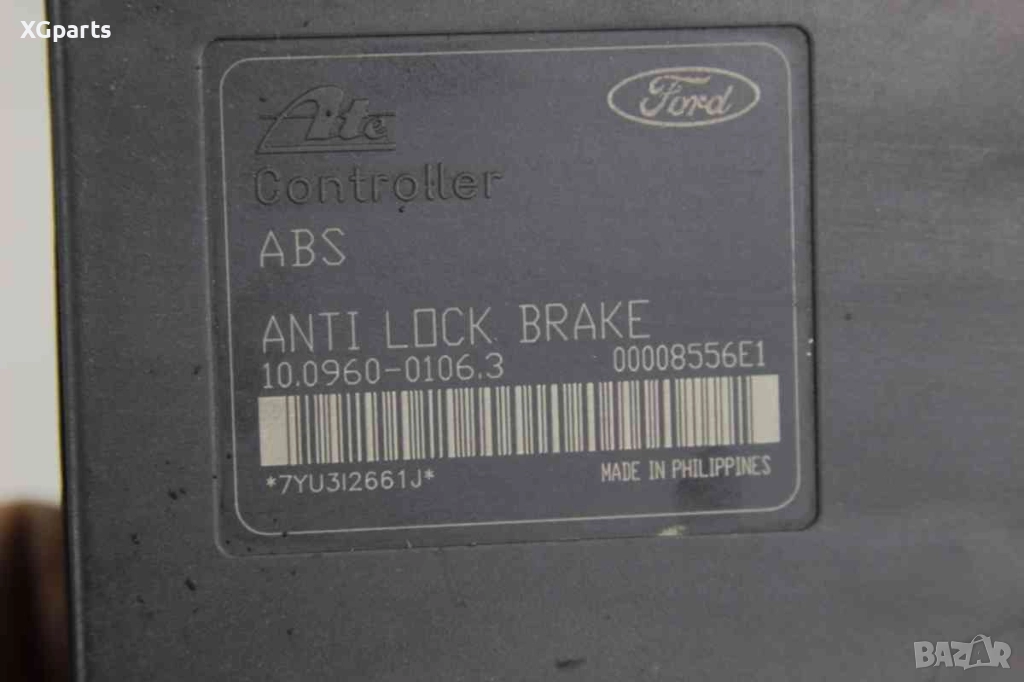 XGparts
Ate
Ford
Controller
ABS
ANTI LOCK BRAKE
10.0960-0106.3 00008556E1
*7YU3I2661J* MADE IN PHILIPPINES
BAZAR